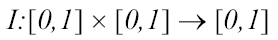 I:[0,1] × [0,1] → [0,1]